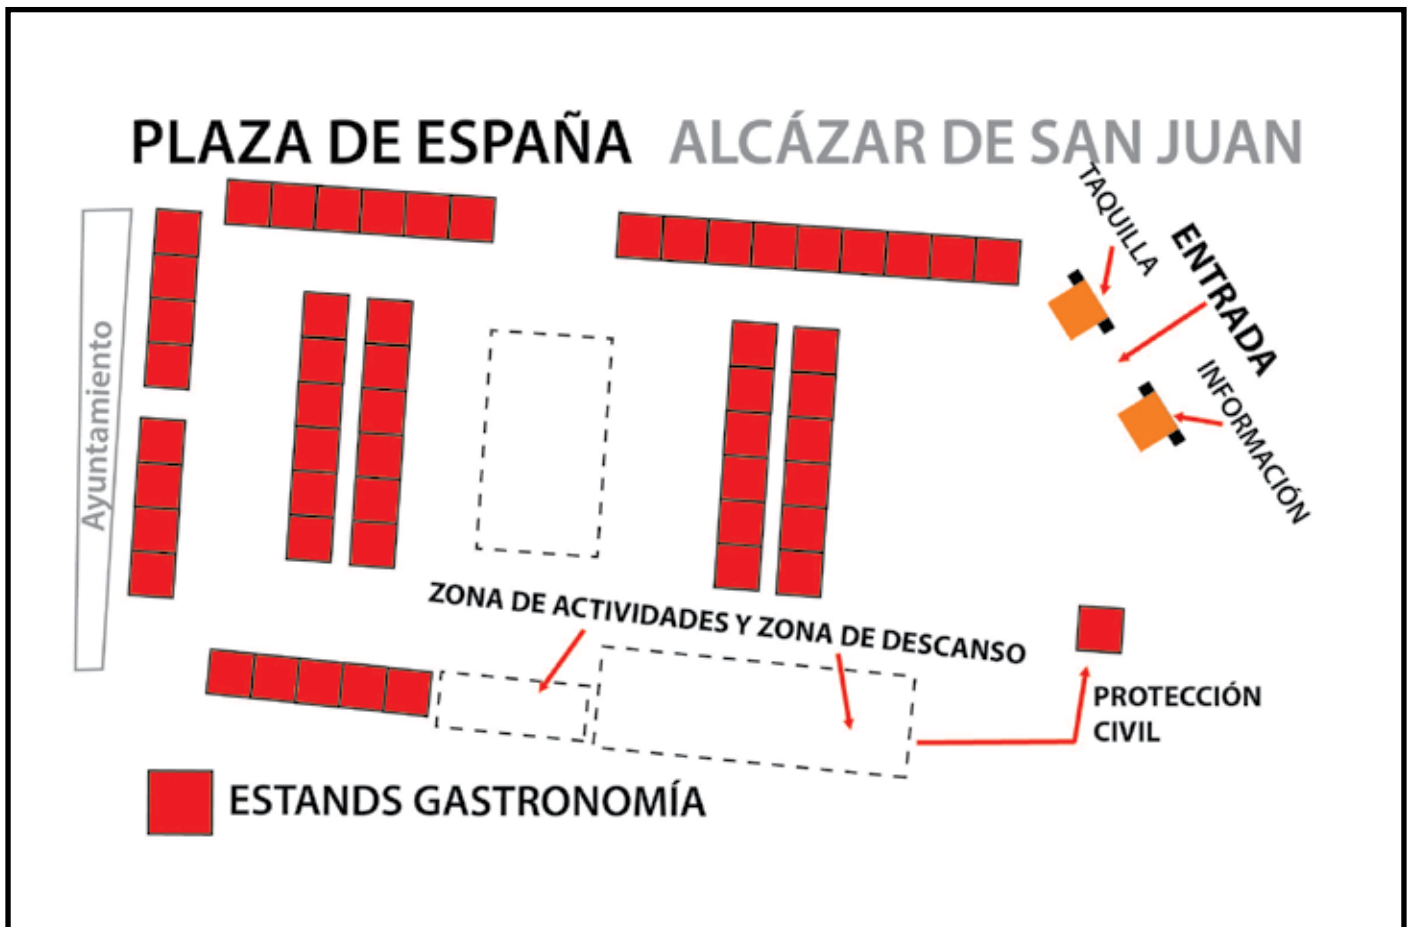 PLAZA DE ESPAÑA ALCÁZAR DE SAN JUAN
TAQUILLA
ENTRADA
INFORMACIÓN
Ayuntamiento
ZONA DE ACTIVIDADES Y ZONA DE DESCANSO
PROTECCIÓN
CIVIL
ESTANDS GASTRONOMÍA